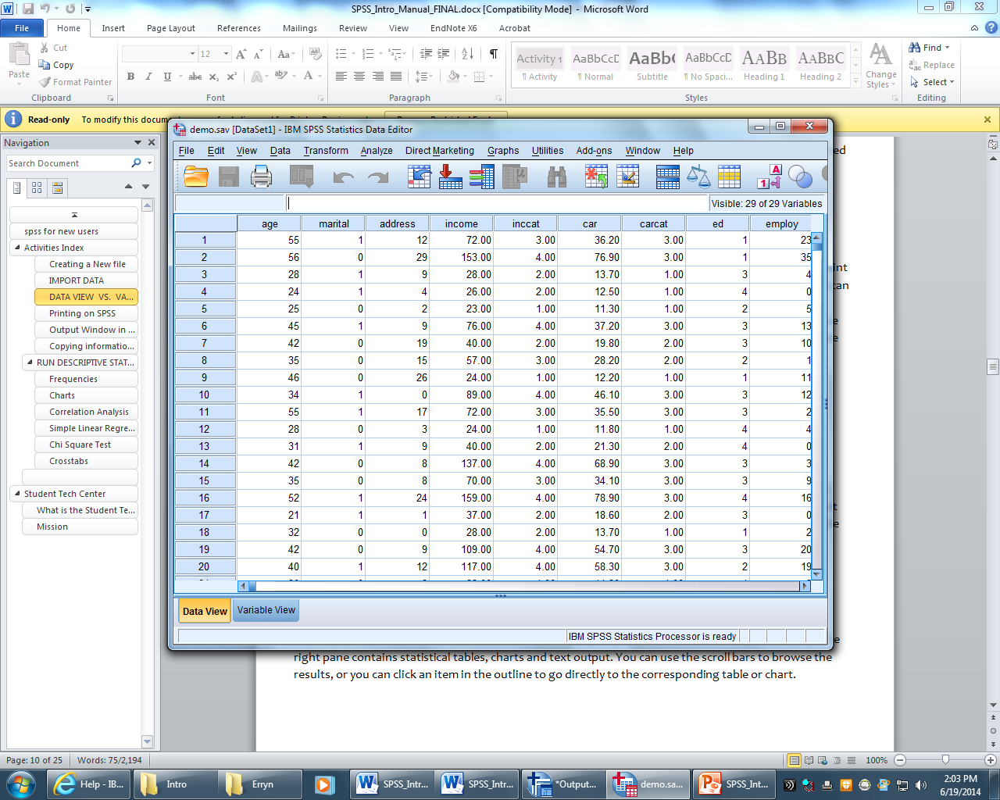 SPSS_Intro_Manual_FINAL.docx [Compatibility Mode] - Microsoft Word
File Home Insert Page Layout References Mailings Review View EndNote X6 Acrobat
Paste Cut Copy Format Painter
12
AaBbCcDc AaBbCcDc AaBbCc AaBbCcDc AABB AABBC
Activity 1 ¶ Activity ¶ Normal Subtitle ¶ No Spaci... Heading 1 Heading 2
Change Styles
Find Replace Select
Clipboard Font Paragraph Styles Editing
Read-only To modify this
Navigation
Search Document
spss for new users
Activities Index
Creating a New file
IMPORT DATA
DATA VIEW VS. VA...
Printing on SPSS
Output Window in ...
Copying informatio...
RUN DESCRIPTIVE STAT...
Frequencies
Charts
Correlation Analysis
Simple Linear Regre...
Chi Square Test
Crosstabs
Student Tech Center
What is the Student Te...
Mission
demo.sav [DataSet1] - IBM SPSS Statistics Data Editor
File Edit View Data Transform Analyze Direct Marketing Graphs Utilities Add-ons Window Help
Visible: 29 of 29 Variables
age marital address income inccat car carcat ed employ
1 55 1 12 72.00 3.00 36.20 3.00 1 23
2 56 0 29 153.00 4.00 76.90 3.00 1 35
3 28 1 9 28.00 2.00 13.70 1.00 3 4
4 24 1 4 26.00 2.00 12.50 1.00 4 0
5 25 0 2 23.00 1.00 11.30 1.00 2 5
6 45 1 9 76.00 4.00 37.20 3.00 3 13
7 42 0 19 40.00 2.00 19.80 2.00 3 10
8 35 0 15 57.00 3.00 28.20 2.00 2 1
9 46 0 26 24.00 1.00 12.20 1.00 1 11
10 34 1 0 89.00 4.00 46.10 3.00 3 12
11 55 1 17 72.00 3.00 35.50 3.00 3 2
12 28 0 3 24.00 1.00 11.80 1.00 4 4
13 31 1 9 40.00 2.00 21.30 2.00 4 0
14 42 0 8 137.00 4.00 68.90 3.00 3 3
15 35 0 8 70.00 3.00 34.10 3.00 3 9
16 52 1 24 159.00 4.00 78.90 3.00 4 16
17 21 1 1 37.00 2.00 18.60 2.00 3 0
18 32 0 0 28.00 2.00 13.70 1.00 1 2
19 42 0 9 109.00 4.00 54.70 3.00 3 20
20 40 1 12 117.00 4.00 58.30 3.00 2 19
Data View Variable View
IBM SPSS Statistics Processor is ready
right pane contains statistical tables, charts and text output. You can use the scroll bars to browse the
results, or you can click an item in the outline to go directly to the corresponding table or chart.
Page: 10 of 25 Words: 75/2,194 100%
Help - IB... Intro Erryn SPSS_Intr... SPSS_Intr... *Output... demo.sa... SPSS_Int...
2:03 PM
6/19/2014